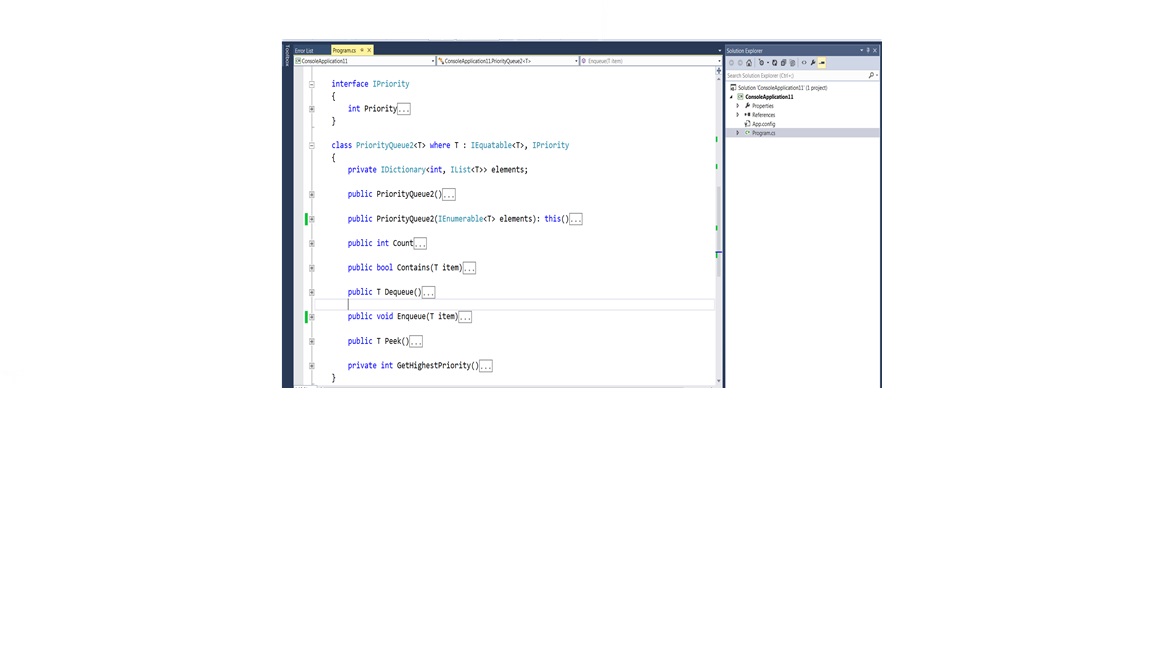 Toolbox
Error List
Program.cs
ConsoleApplication11
ConsoleApplication11.PriorityQueue2<T>
Enqueue(T item)
interface IPriority
{
int Priority...
}
class PriorityQueue2<T> where T : IEquatable<T>, IPriority
{
private IDictionary<int, IList<T>> elements;
public PriorityQueue2()...
public PriorityQueue2(IEnumerable<T> elements): this()...
public int Count...
public bool Contains(T item)...
public T Dequeue()...
public void Enqueue(T item)...
public T Peek()...
private int GetHighestPriority()...
}
Solution Explorer
Search Solution Explorer (Ctrl+;)
Solution 'ConsoleApplication11' (1 project)
ConsoleApplication11
Properties
References
App.config
Program.cs